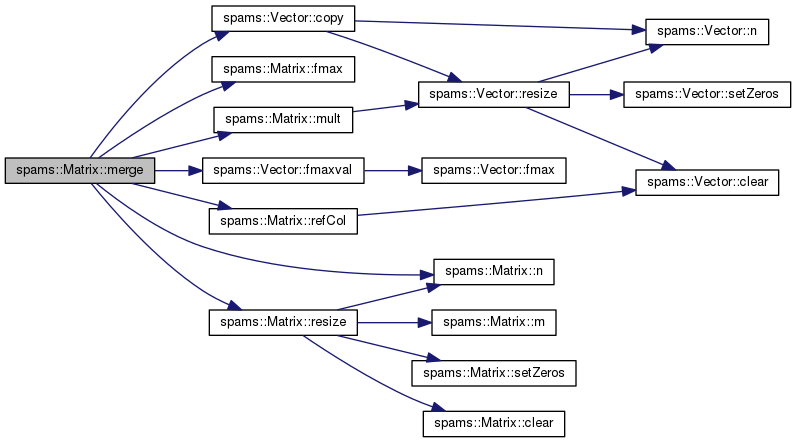 spams::Vector::copy
spams::Vector::n
spams::Matrix::fmax
spams::Vector::resize
spams::Vector::setZeros
spams::Matrix::mult
spams::Matrix::merge
spams::Vector::fmaxval
spams::Vector::fmax
spams::Vector::clear
spams::Matrix::refCol
spams::Matrix::n
spams::Matrix::resize
spams::Matrix::m
spams::Matrix::setZeros
spams::Matrix::clear